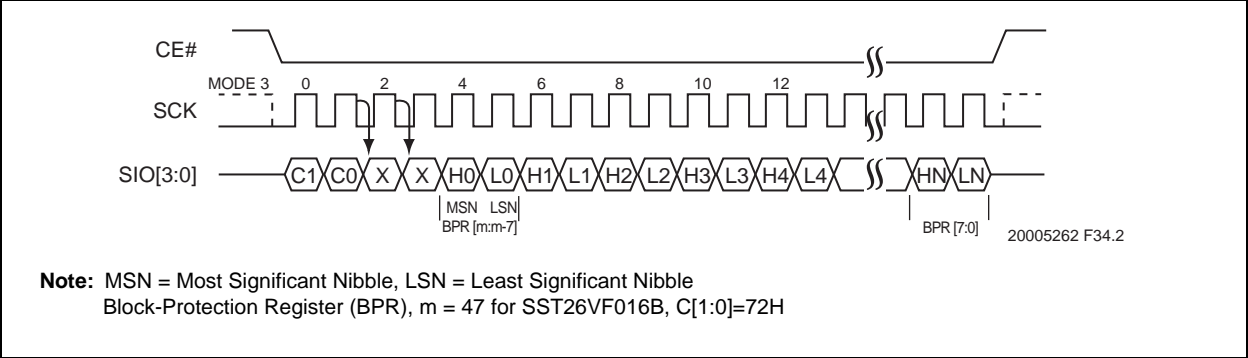 CE#
MODE 3 0 2 4 6 8 10 12
SCK
SIO[3:0] C1 C0 X X H0 L0 H1 L1 H2 L2 H3 L3 H4 L4 HN LN
MSN LSN
BPR [m:m-7] BPR [7:0]
20005262 F34.2
Note: MSN = Most Significant Nibble, LSN = Least Significant Nibble
Block-Protection Register (BPR), m = 47 for SST26VF016B, C[1:0]=72H